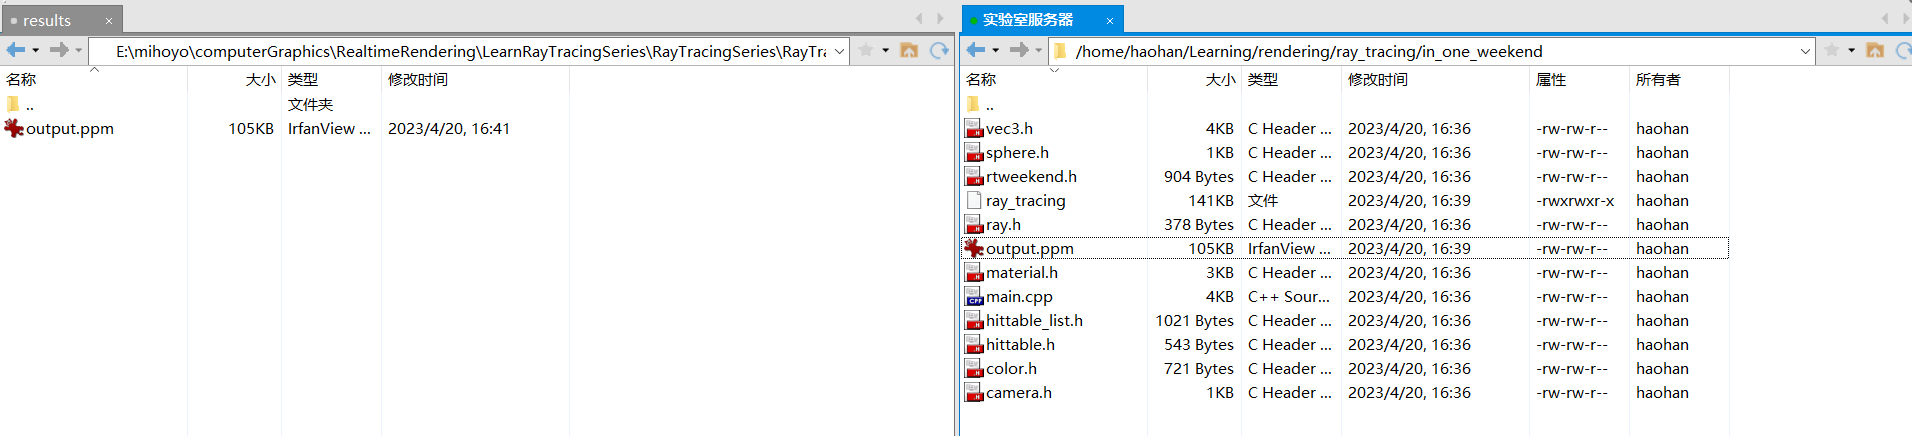 results ×
E:\mihoyo\computerGraphics\RealtimeRendering\LearnRayTracingSeries\RayTracingSeries\RayTra
名称 大小 类型 修改时间
.. 文件夹
output.ppm 105KB IrfanView ... 2023/4/20, 16:41
实验室服务器 ×
/home/haohan/Learning/rendering/ray_tracing/in_one_weekend
名称 大小 类型 修改时间 属性 所有者
..
vec3.h 4KB C Header ... 2023/4/20, 16:36 -rw-rw-r-- haohan
sphere.h 1KB C Header ... 2023/4/20, 16:36 -rw-rw-r-- haohan
rtweekend.h 904 Bytes C Header ... 2023/4/20, 16:36 -rw-rw-r-- haohan
ray_tracing 141KB 文件 2023/4/20, 16:39 -rwxrwxr-x haohan
ray.h 378 Bytes C Header ... 2023/4/20, 16:36 -rw-rw-r-- haohan
output.ppm 105KB IrfanView ... 2023/4/20, 16:39 -rw-rw-r-- haohan
material.h 3KB C Header ... 2023/4/20, 16:36 -rw-rw-r-- haohan
main.cpp 4KB C++ Sour... 2023/4/20, 16:36 -rw-rw-r-- haohan
hittable_list.h 1021 Bytes C Header ... 2023/4/20, 16:36 -rw-rw-r-- haohan
hittable.h 543 Bytes C Header ... 2023/4/20, 16:36 -rw-rw-r-- haohan
color.h 721 Bytes C Header ... 2023/4/20, 16:36 -rw-rw-r-- haohan
camera.h 1KB C Header ... 2023/4/20, 16:36 -rw-rw-r-- haohan